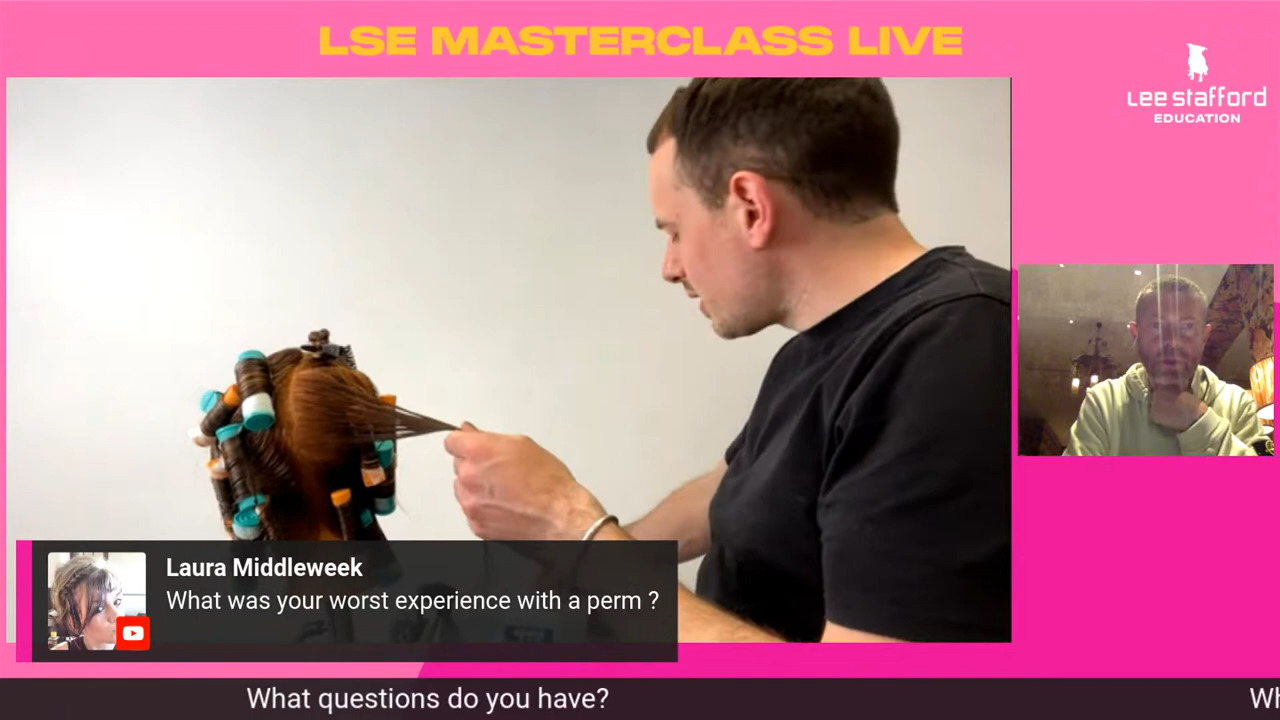 LSE MASTERCLASS LIVE
Lee Stafford
EDUCATION
Laura Middleweek
What was your worst experience with a perm ?
What questions do you have?
Wh